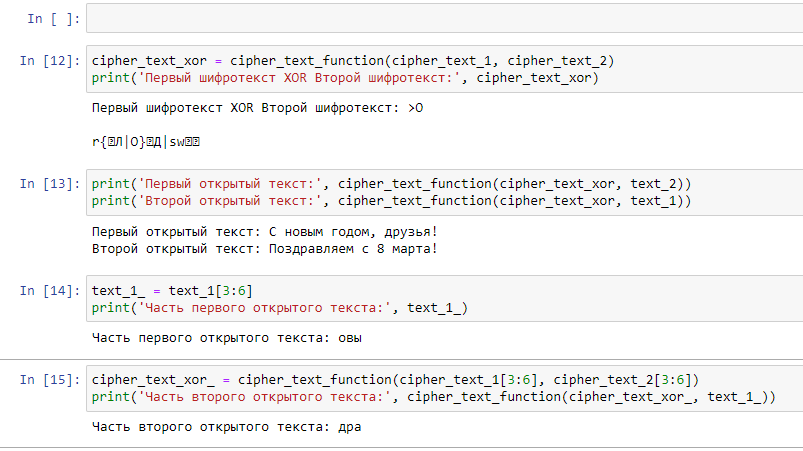 In [ ]:
In [12]: cipher_text_xor = cipher_text_function(cipher_text_1, cipher_text_2)
print('Первый шифротекст XOR Второй шифротекст:', cipher_text_xor)
Первый шифротекст XOR Второй шифротекст: >O
r{Л|O}Д|sw
In [13]: print('Первый открытый текст:', cipher_text_function(cipher_text_xor, text_2))
print('Второй открытый текст:', cipher_text_function(cipher_text_xor, text_1))
Первый открытый текст: С новым годом, друзья!
Второй открытый текст: Поздравляем с 8 марта!
In [14]: text_1_ = text_1[3:6]
print('Часть первого открытого текста:', text_1_)
Часть первого открытого текста: овы
In [15]: cipher_text_xor_ = cipher_text_function(cipher_text_1[3:6], cipher_text_2[3:6])
print('Часть второго открытого текста:', cipher_text_function(cipher_text_xor_, text_1_))
Часть второго открытого текста: дра